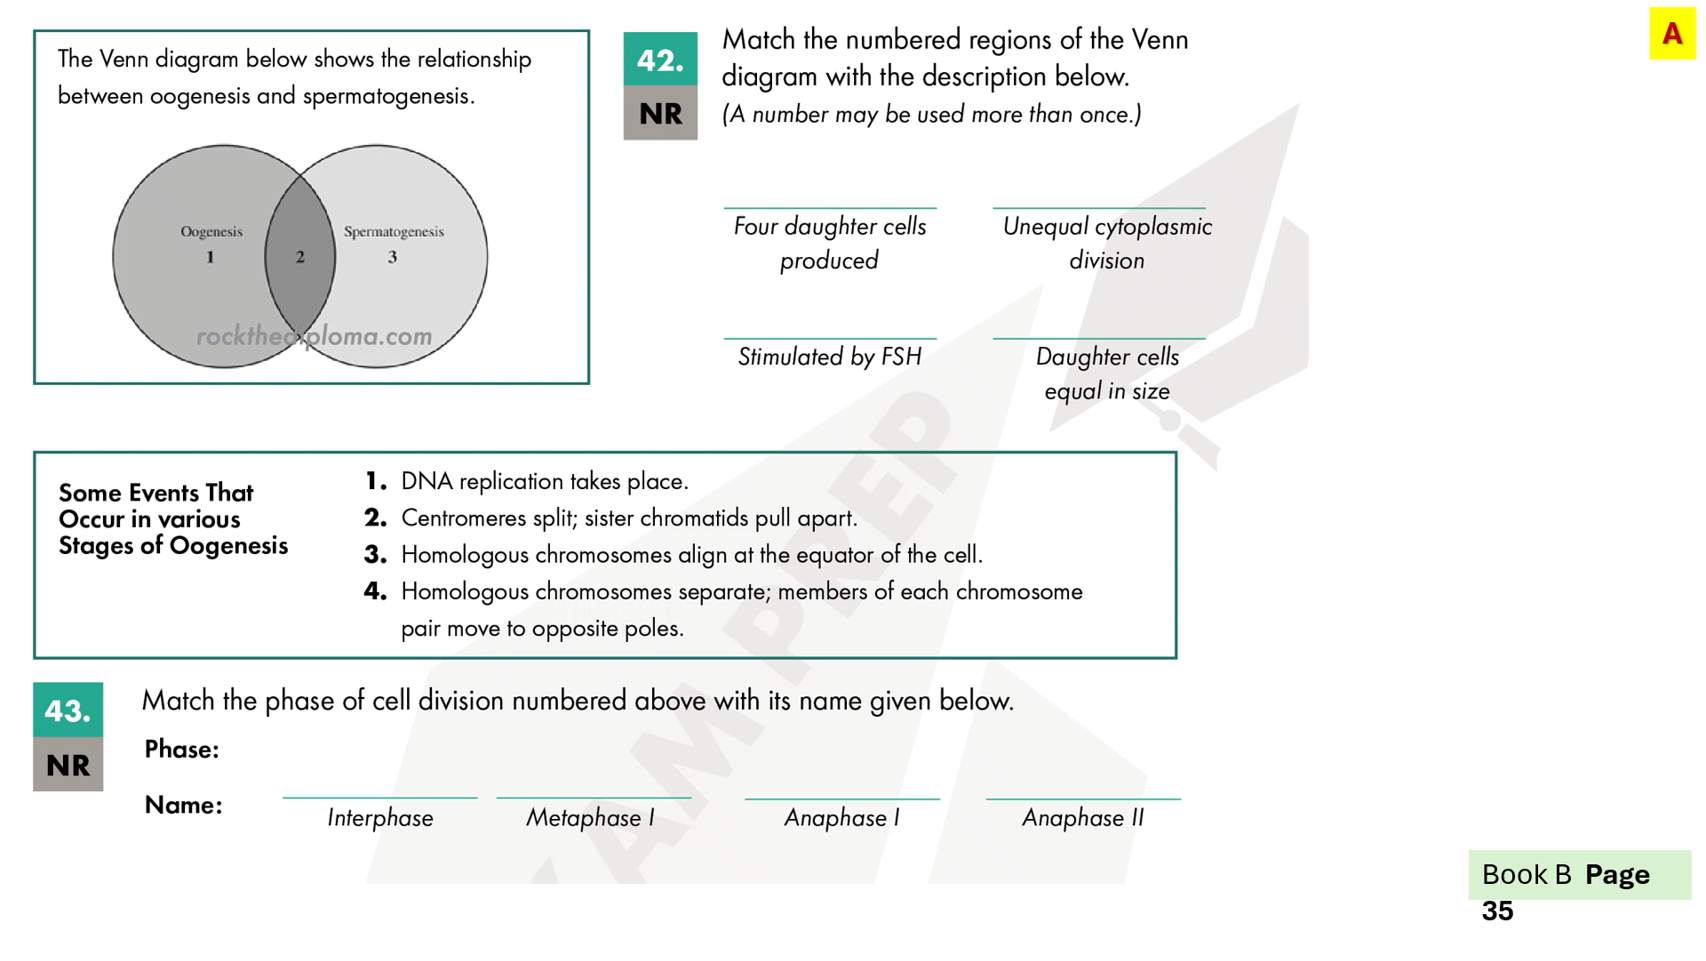 The Venn diagram below shows the relationship
between oogenesis and spermatogenesis.
Oogenesis
1
2
Spermatogenesis
3
rockthediploma.com
42.
NR
Match the numbered regions of the Venn
diagram with the description below.
(A number may be used more than once.)
Four daughter cells
produced
Unequal cytoplasmic
division
Stimulated by FSH
Daughter cells
equal in size
A
Some Events That
Occur in various
Stages of Oogenesis
1. DNA replication takes place.
2. Centromeres split; sister chromatids pull apart.
3. Homologous chromosomes align at the equator of the cell.
4. Homologous chromosomes separate; members of each chromosome
pair move to opposite poles.
43.
NR
Match the phase of cell division numbered above with its name given below.
Phase:
Name:
Interphase
Metaphase I
Anaphase I
Anaphase II
EXAM PREP
Book B Page
35